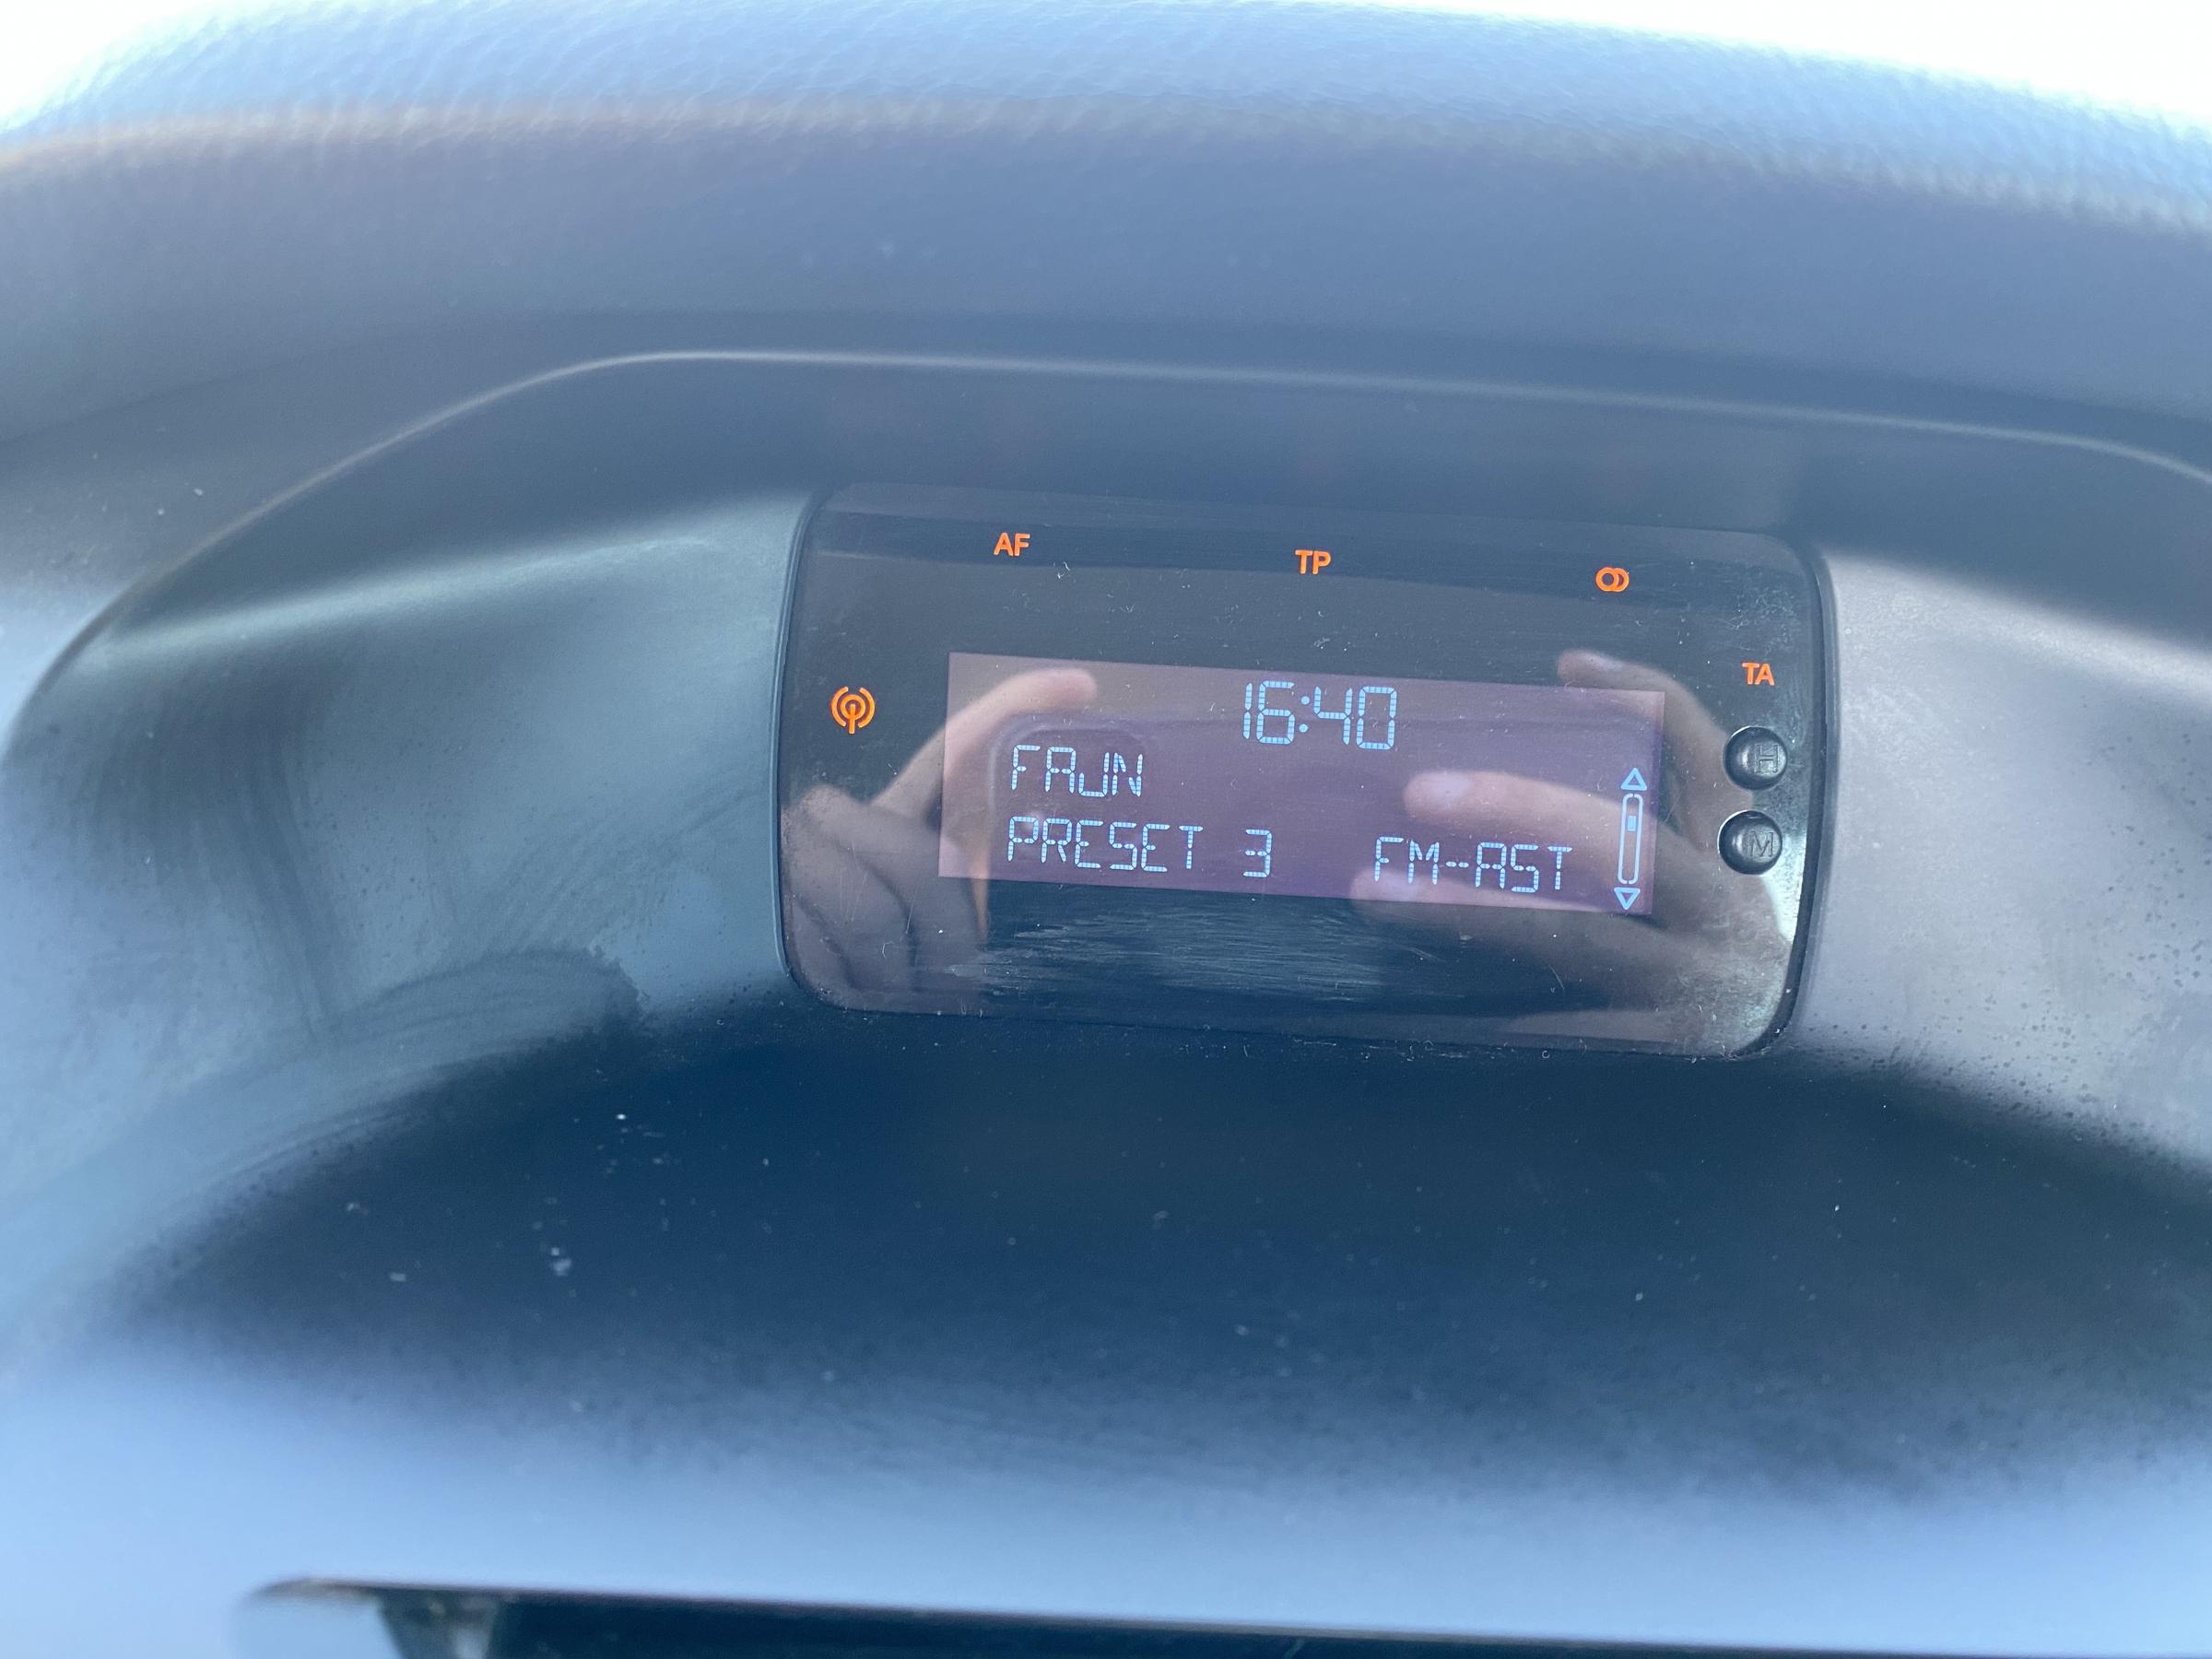 AF TP
TA
16:40
FAJN
PRESET 3 FM-AST
H
M